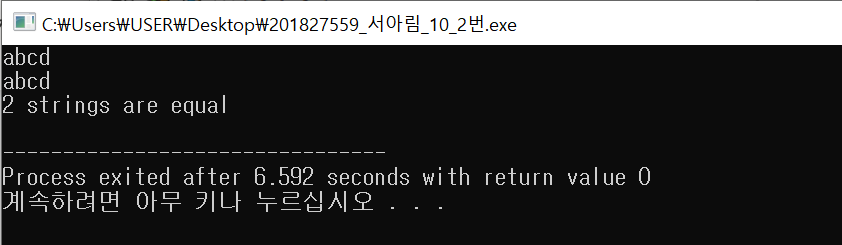 C:\Users\USER\Desktop\201827559_서아림_10_2번.exe
abcd
abcd
2 strings are equal
--------------------------------
Process exited after 6.592 seconds with return value 0
계속하려면 아무 키나 누르십시오 . . .